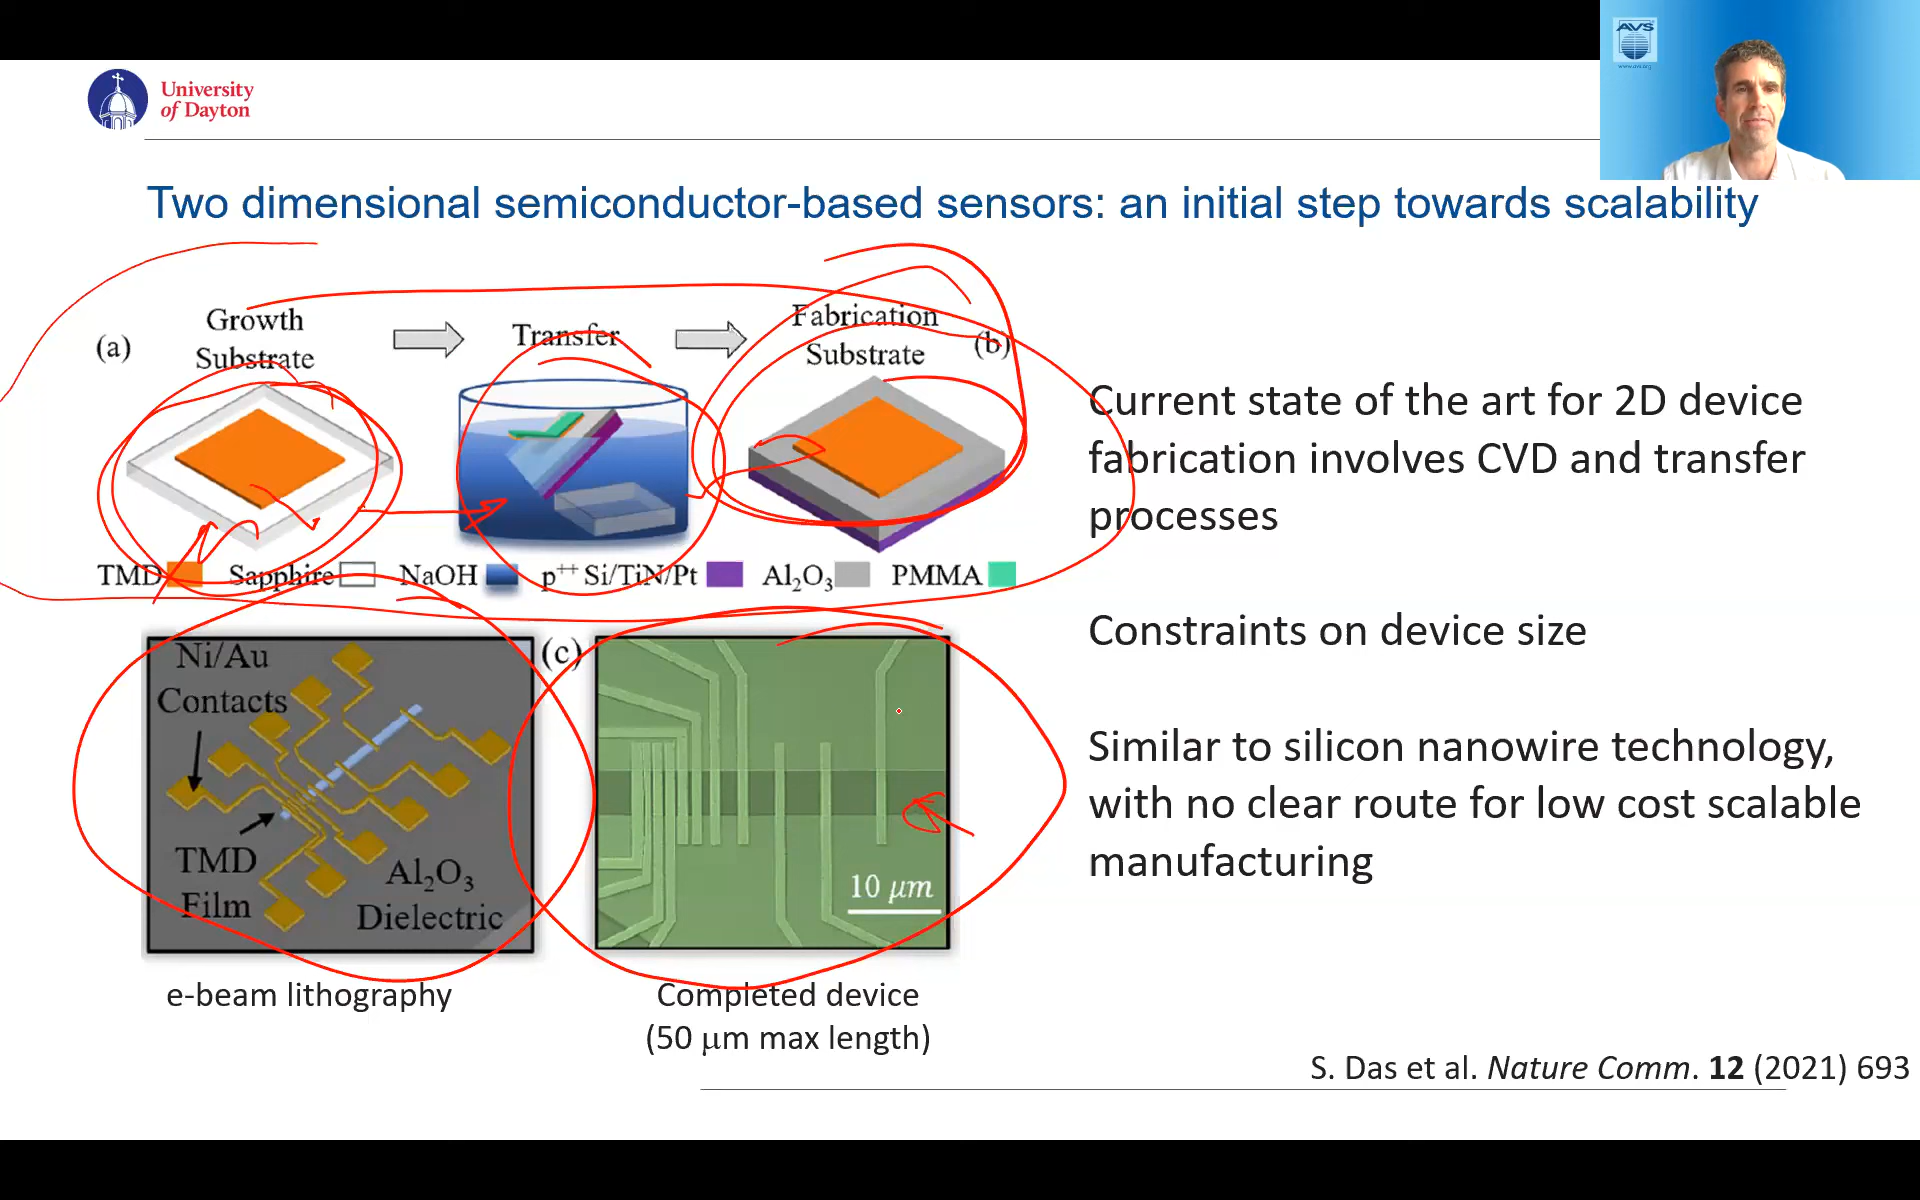 AVS
www.avs.org
University
of Dayton
Two dimensional semiconductor-based sensors: an initial step towards scalability
(a)
Growth
Substrate
Transfer
Fabrication
Substrate
(b)
TMD
Sapphire
NaOH
p++ Si/TiN/Pt
Al2O3
PMMA
Ni/Au
Contacts
TMD
Film
Al2O3
Dielectric
(c)
10 μm
e-beam lithography
Completed device
(50 μm max length)
Current state of the art for 2D device
fabrication involves CVD and transfer
processes
Constraints on device size
Similar to silicon nanowire technology,
with no clear route for low cost scalable
manufacturing
S. Das et al. Nature Comm. 12 (2021) 693